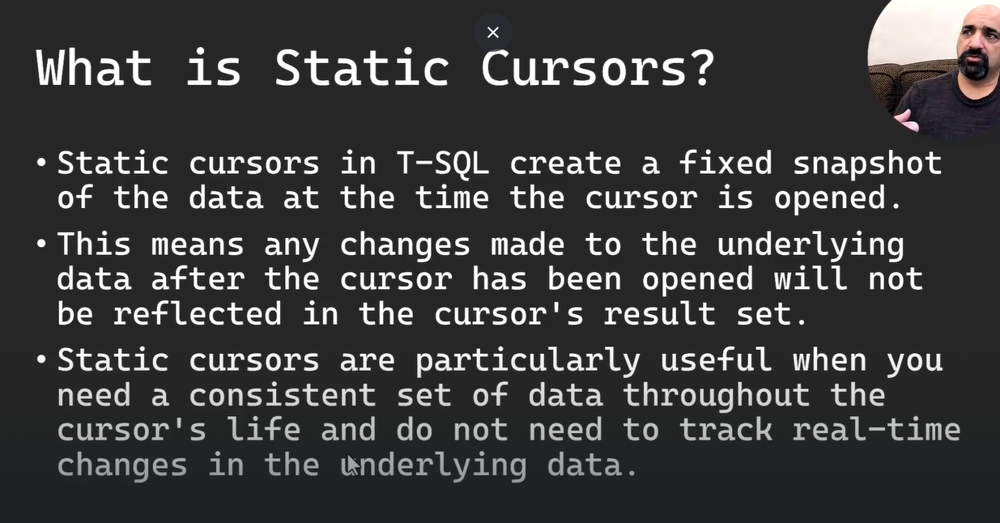 What is Static Cursors?
• Static cursors in T-SQL create a fixed snapshot
of the data at the time the cursor is opened.
• This means any changes made to the underlying
data after the cursor has been opened will not
be reflected in the cursor's result set.
• Static cursors are particularly useful when you
need a consistent set of data throughout the
cursor's life and do not need to track real-time
changes in the underlying data.